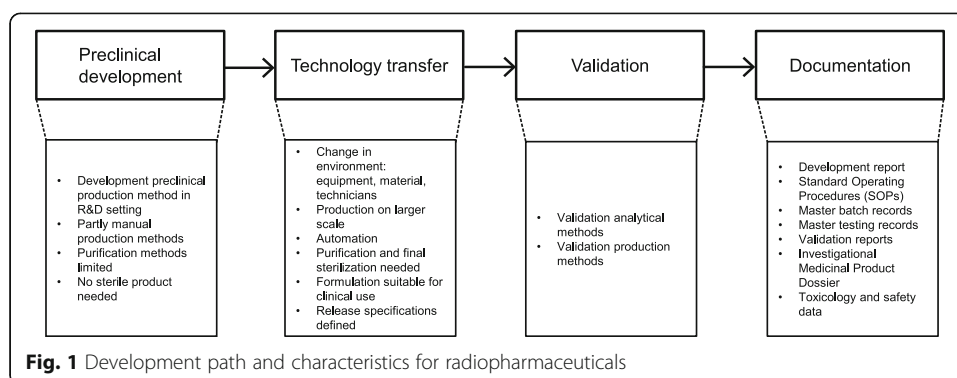 Preclinical
development
Technology transfer
Validation
Documentation
• Development preclinical
production method in
R&D setting
• Partly manual
production methods
• Purification methods
limited
• No sterile product
needed
• Change in
environment:
equipment, material,
technicians
• Production on larger
scale
• Automation
• Purification and final
sterilization needed
• Formulation suitable for
clinical use
• Release specifications
defined
• Validation analytical
methods
• Validation production
methods
• Development report
• Standard Operating
Procedures (SOPs)
• Master batch records
• Master testing records
• Validation reports
• Investigational
Medicinal Product
Dossier
• Toxicology and safety
data
Fig. 1 Development path and characteristics for radiopharmaceuticals